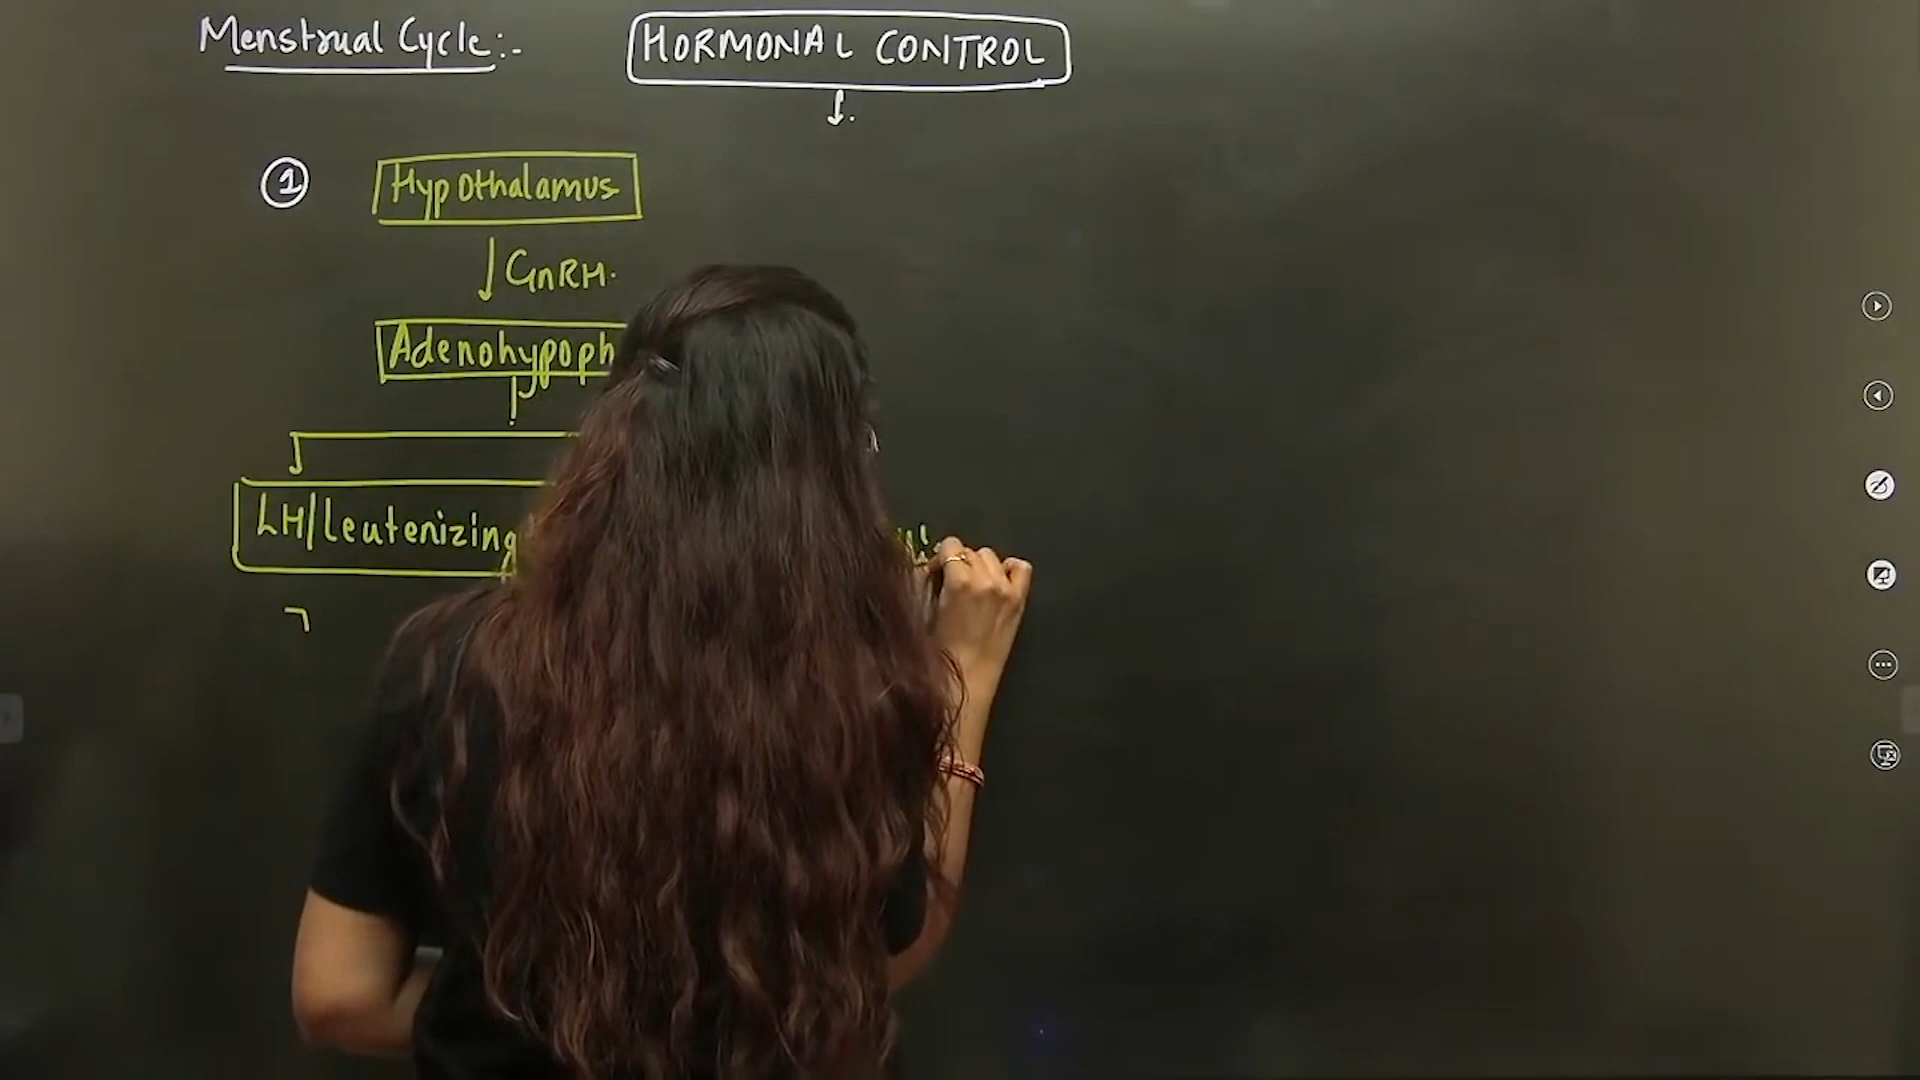 Menstrual Cycle:-
HORMONAL CONTROL
1
Hypothalamus
GnRH.
Adenohypoph
LH/leutenizing